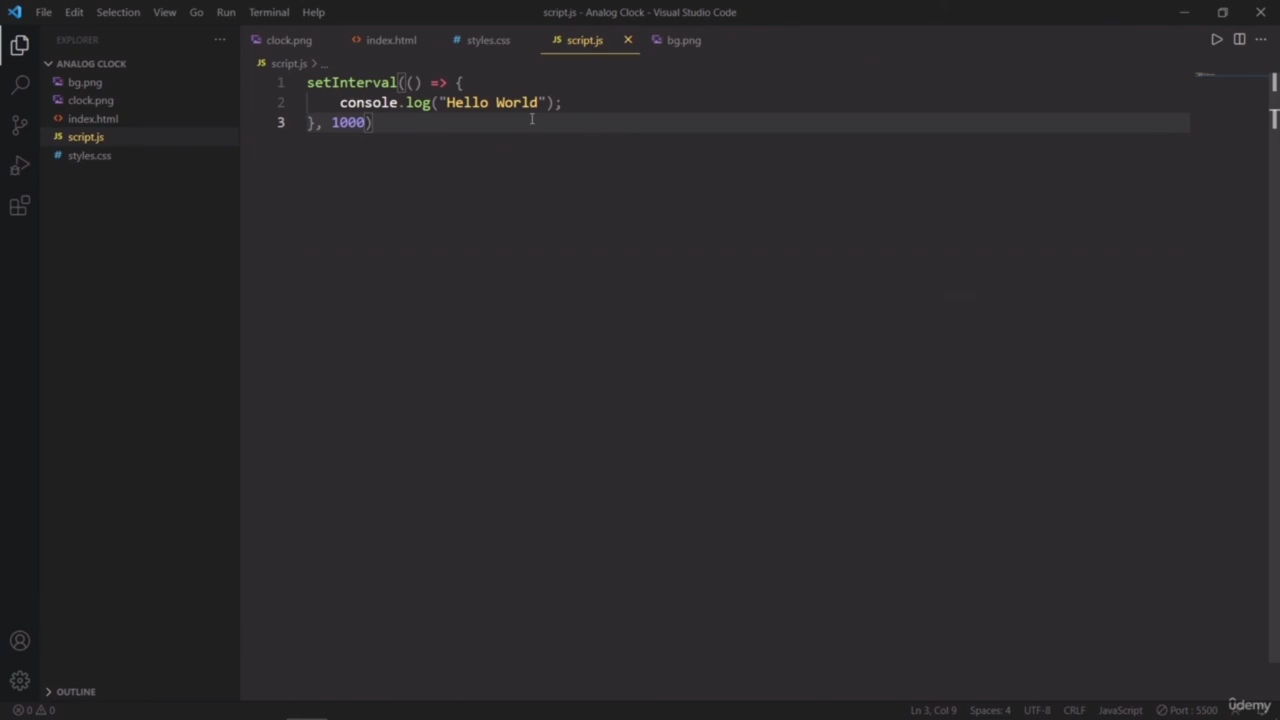 File Edit Selection View Go Run Terminal Help
script.js - Analog Clock - Visual Studio Code
EXPLORER
clock.png
index.html
styles.css
script.js
bg.png
ANALOG CLOCK
bg.png
clock.png
index.html
script.js
styles.css
script.js > ...
1 setInterval(() => {
2 console.log("Hello World");
3 }, 1000)
OUTLINE
0 0
Ln 3, Col 9 Spaces: 4 UTF-8 CRLF JavaScript Port : 5500
udemy